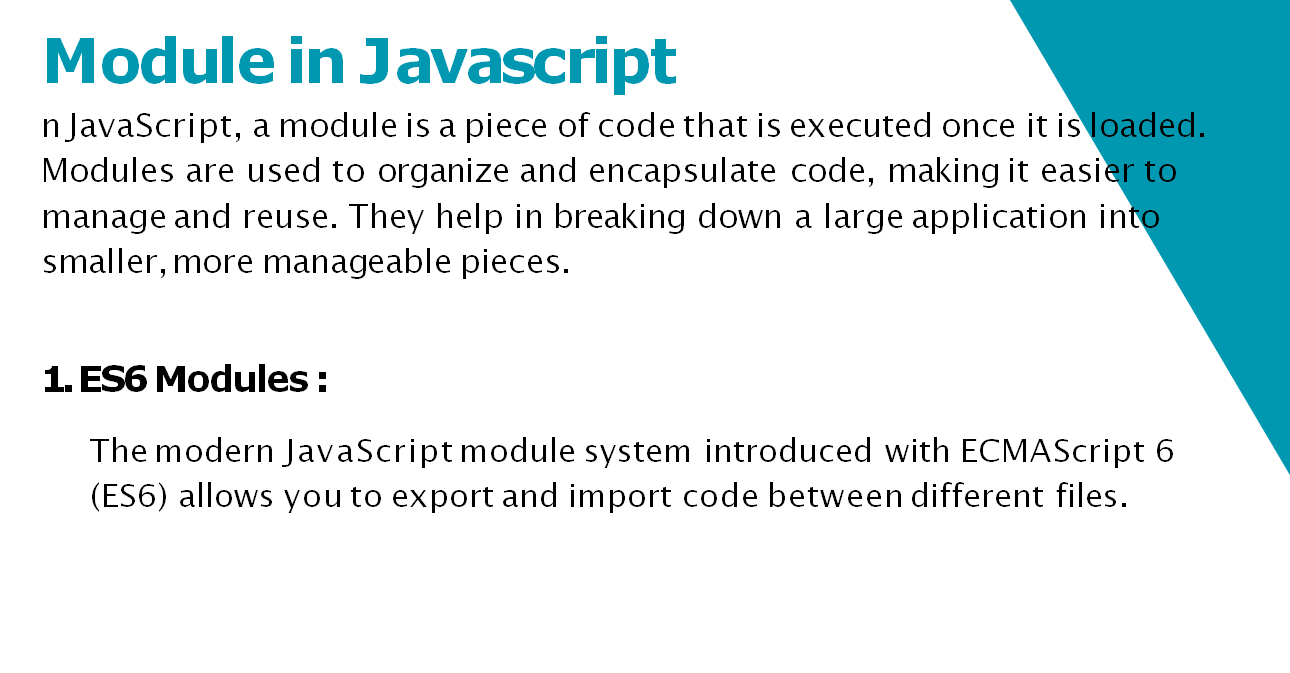 Module in Javascript
n JavaScript, a module is a piece of code that is executed once it is loaded.
Modules are used to organize and encapsulate code, making it easier to
manage and reuse. They help in breaking down a large application into
smaller, more manageable pieces.
1. ES6 Modules :
The modern JavaScript module system introduced with ECMAScript 6
(ES6) allows you to export and import code between different files.